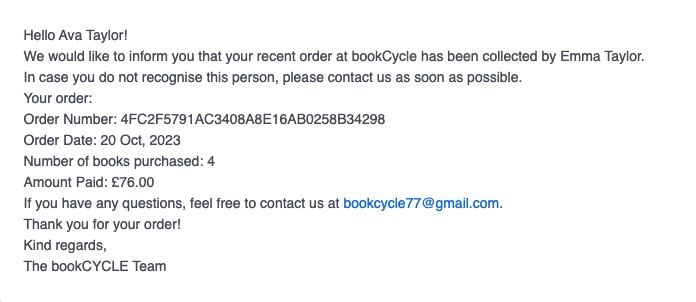 Hello Ava Taylor!
We would like to inform you that your recent order at bookCycle has been collected by Emma Taylor.
In case you do not recognise this person, please contact us as soon as possible.
Your order:
Order Number: 4FC2F5791AC3408A8E16AB0258B34298
Order Date: 20 Oct, 2023
Number of books purchased: 4
Amount Paid: £76.00
If you have any questions, feel free to contact us at bookcycle77@gmail.com.
Thank you for your order!
Kind regards,
The bookCYCLE Team